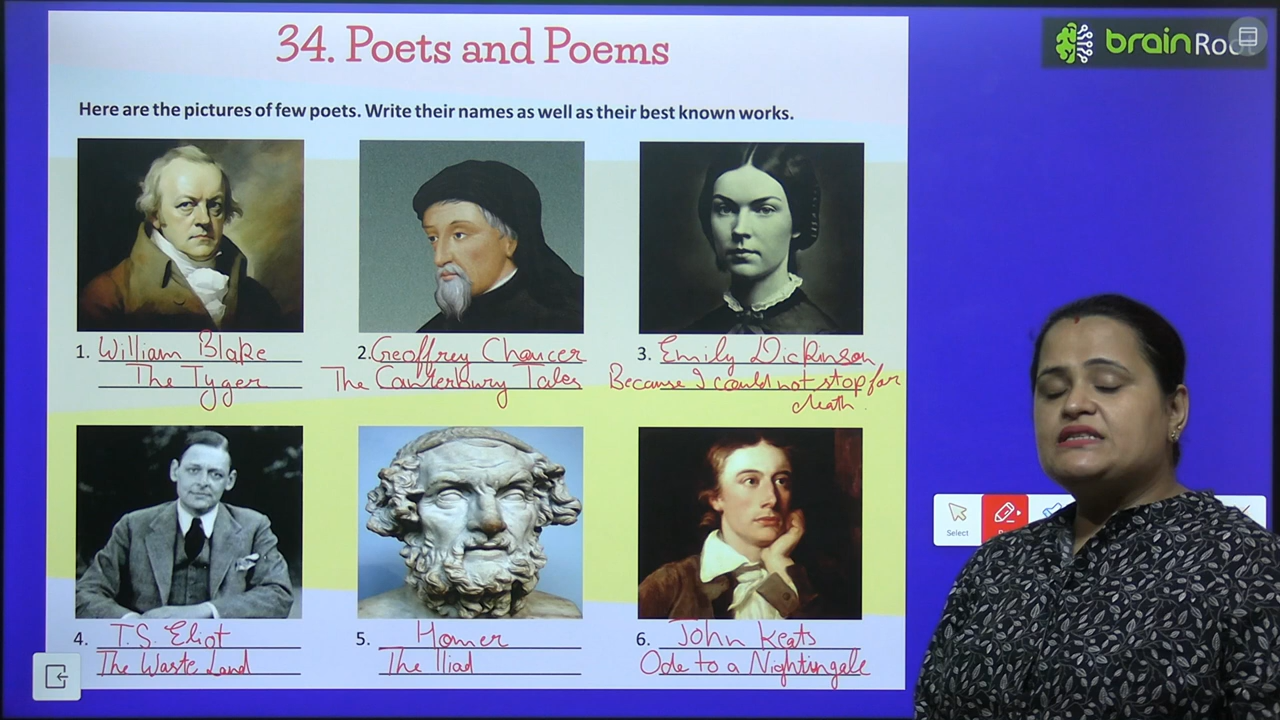 34. Poets and Poems
brainRoot
Here are the pictures of few poets. Write their names as well as their best known works.
1. William Blake
The Tyger
2. Geoffrey Chaucer
The Canterbury Tales
3. Emily Dickinson
Because I could not stop for
death.
4. T.S. Eliot
The Waste Land
5. Homer
The Iliad
6. John Keats
Ode to a Nightingale
Select